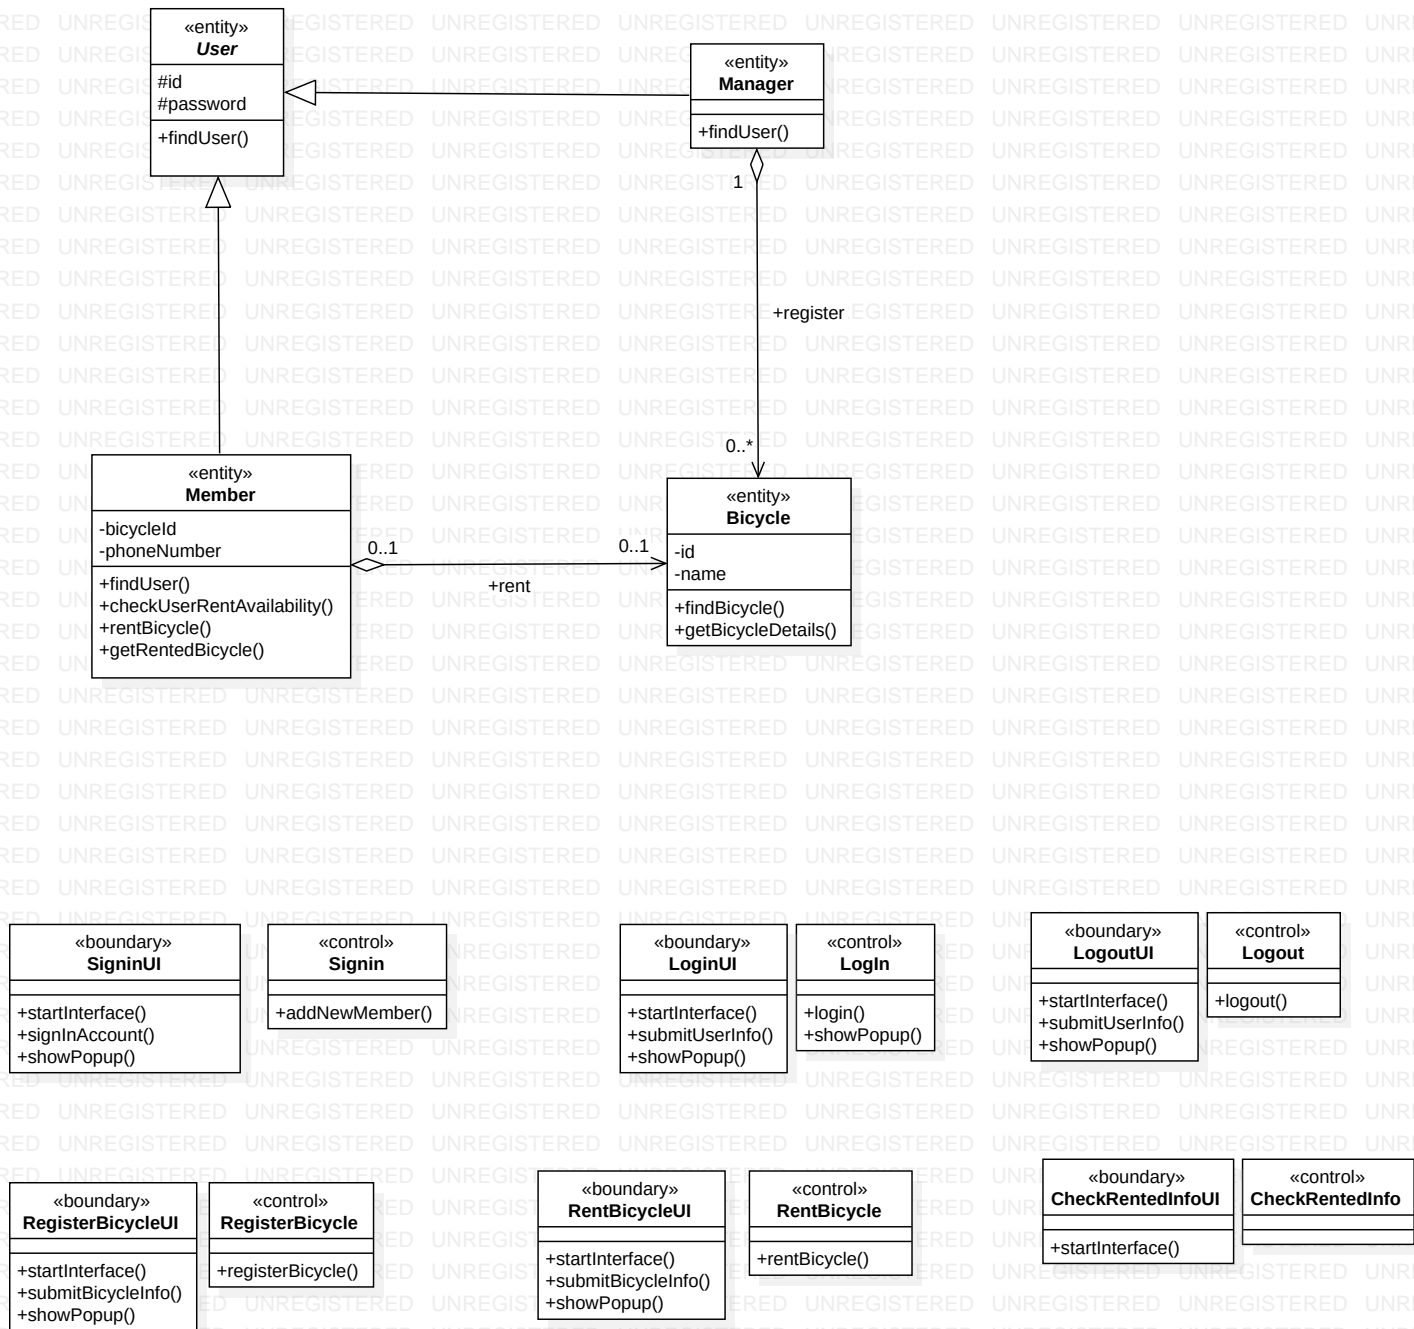 «entity»
User
#id
#password
+findUser()
«entity»
Manager
+findUser()
1
+register
0..*
«entity»
Member
-bicycleId
-phoneNumber
+findUser()
+checkUserRentAvailability()
+rentBicycle()
+getRentedBicycle()
0..1
+rent
0..1
«entity»
Bicycle
-id
-name
+findBicycle()
+getBicycleDetails()
«boundary»
SigninUI
+startInterface()
+signInAccount()
+showPopup()
«control»
Signin
+addNewMember()
«boundary»
LoginUI
+startInterface()
+submitUserInfo()
+showPopup()
«control»
LogIn
+login()
+showPopup()
«boundary»
LogoutUI
+startInterface()
+submitUserInfo()
+showPopup()
«control»
Logout
+logout()
«boundary»
RegisterBicycleUI
+startInterface()
+submitBicycleInfo()
+showPopup()
«control»
RegisterBicycle
+registerBicycle()
«boundary»
RentBicycleUI
+startInterface()
+submitBicycleInfo()
+showPopup()
«control»
RentBicycle
+rentBicycle()
«boundary»
CheckRentedInfoUI
+startInterface()
«control»
CheckRentedInfo
UNREGISTERED